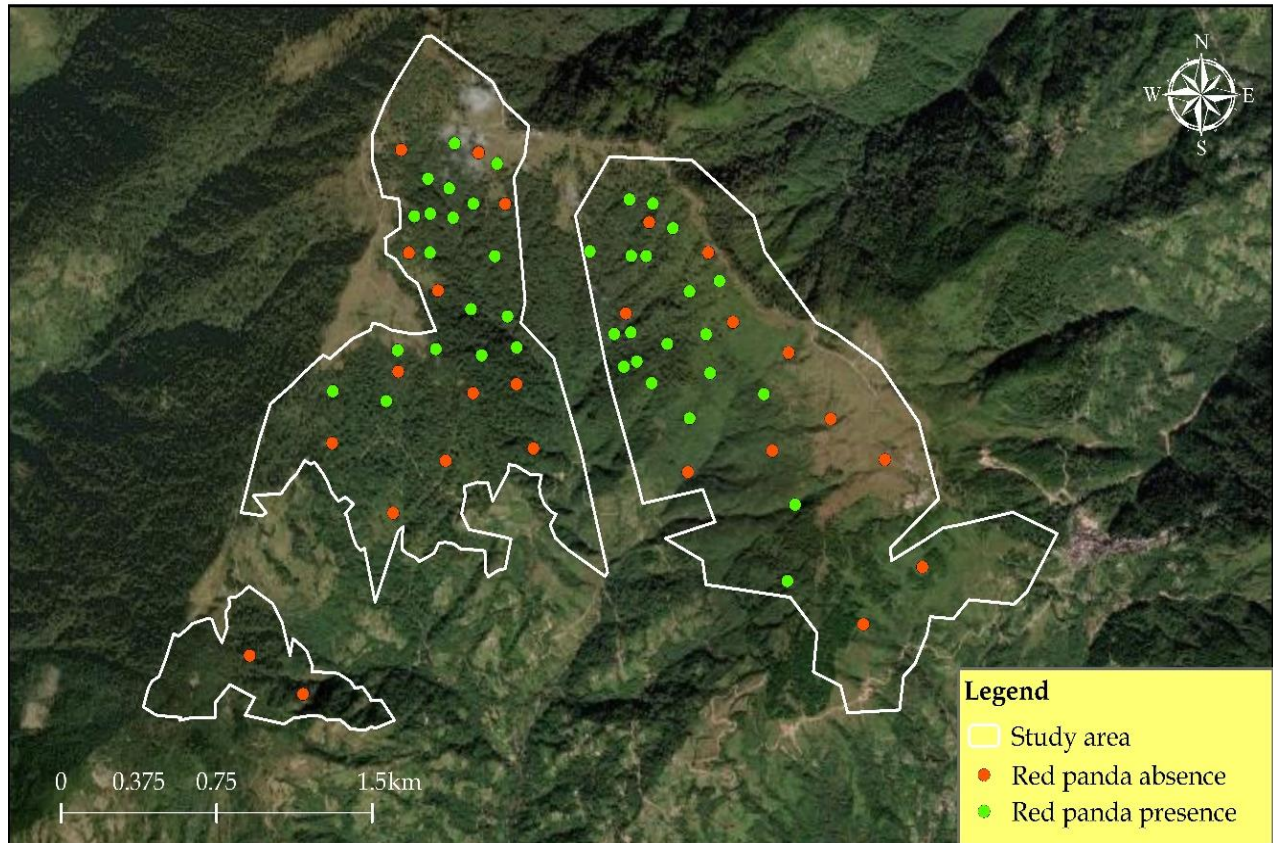 N
W E
S
Legend
Study area
Red panda absence
Red panda presence
0 0.375 0.75 1.5km